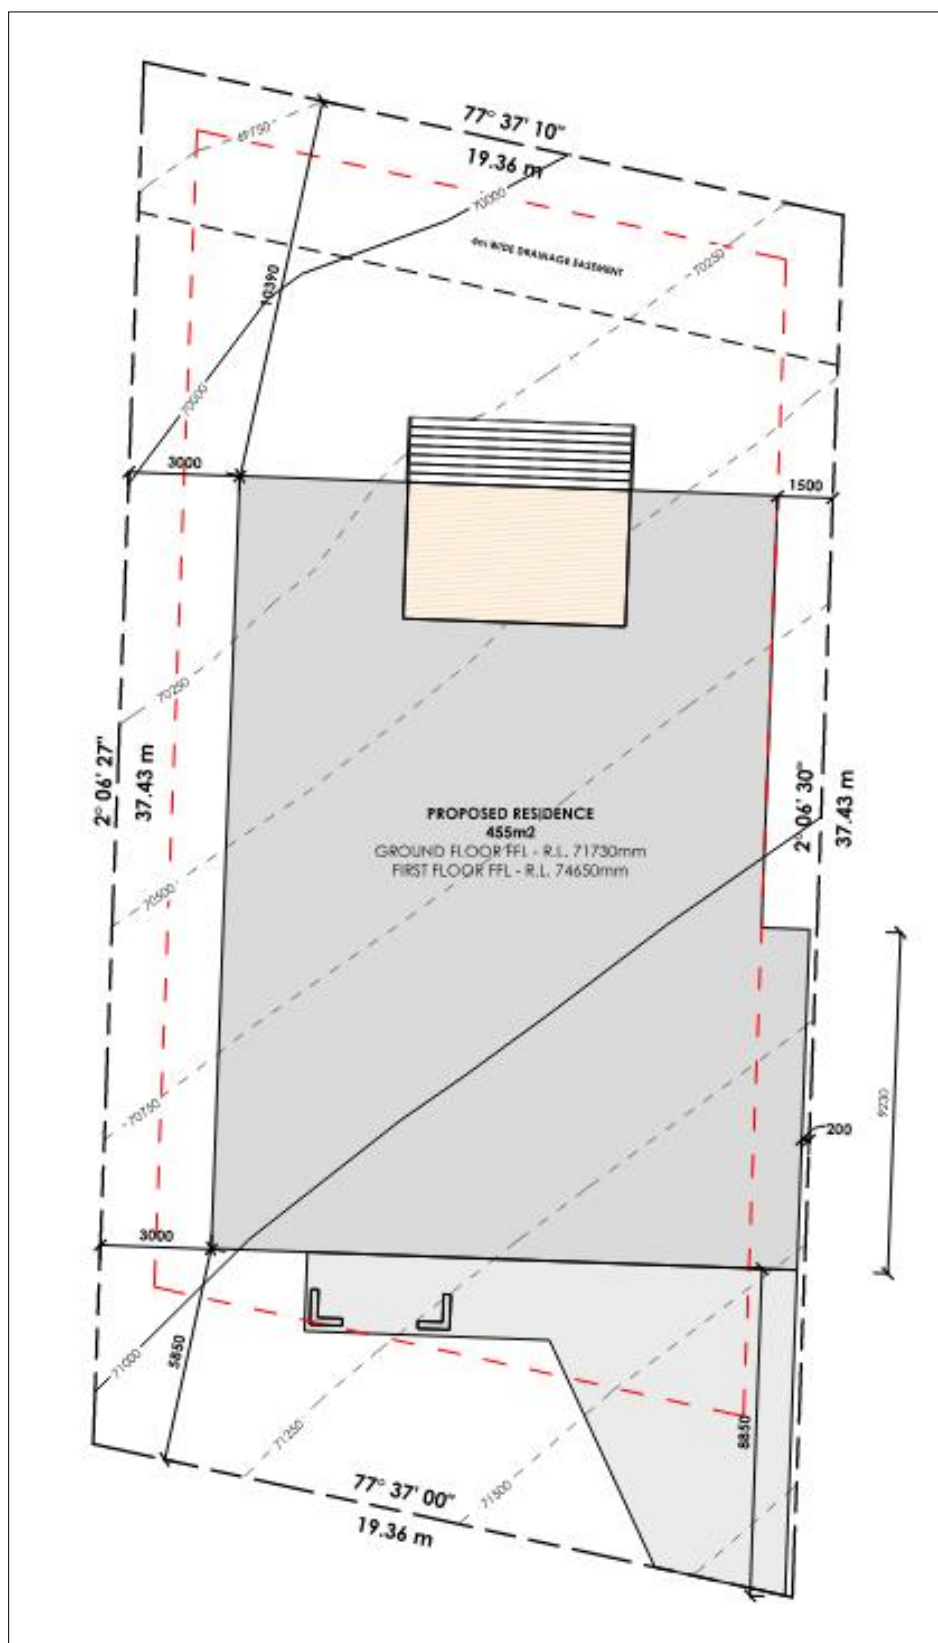 77° 37' 10"
19.36 m
69750
70000
4m WIDE DRAINAGE EASEMENT
70250
10390
70000
3000
1500
70250
2° 06' 27"
37.43 m
2° 06' 30"
37.43 m
PROPOSED RESIDENCE
455m2
GROUND FLOOR FFL - R.L. 71730mm
FIRST FLOOR FFL - R.L. 74650mm
70500
70750
9230
200
3000
5850
71000
8850
71250
71500
77° 37' 00"
19.36 m